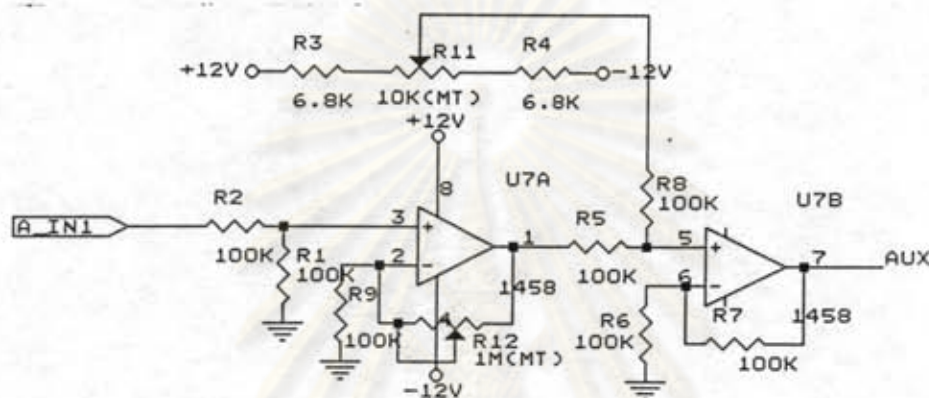 R3
R11
R4
+12V
-12V
6.8K
10K(MT)
6.8K
+12V
8
U7A
R2
R8
100K
U7B
A_IN1
3
+
1
R5
5
+
7
AUX
100K
R1
100K
2
-
100K
6
-
R9
1458
R7
1458
4
R12
R6
100K
1M(MT)
100K
100K
-12V